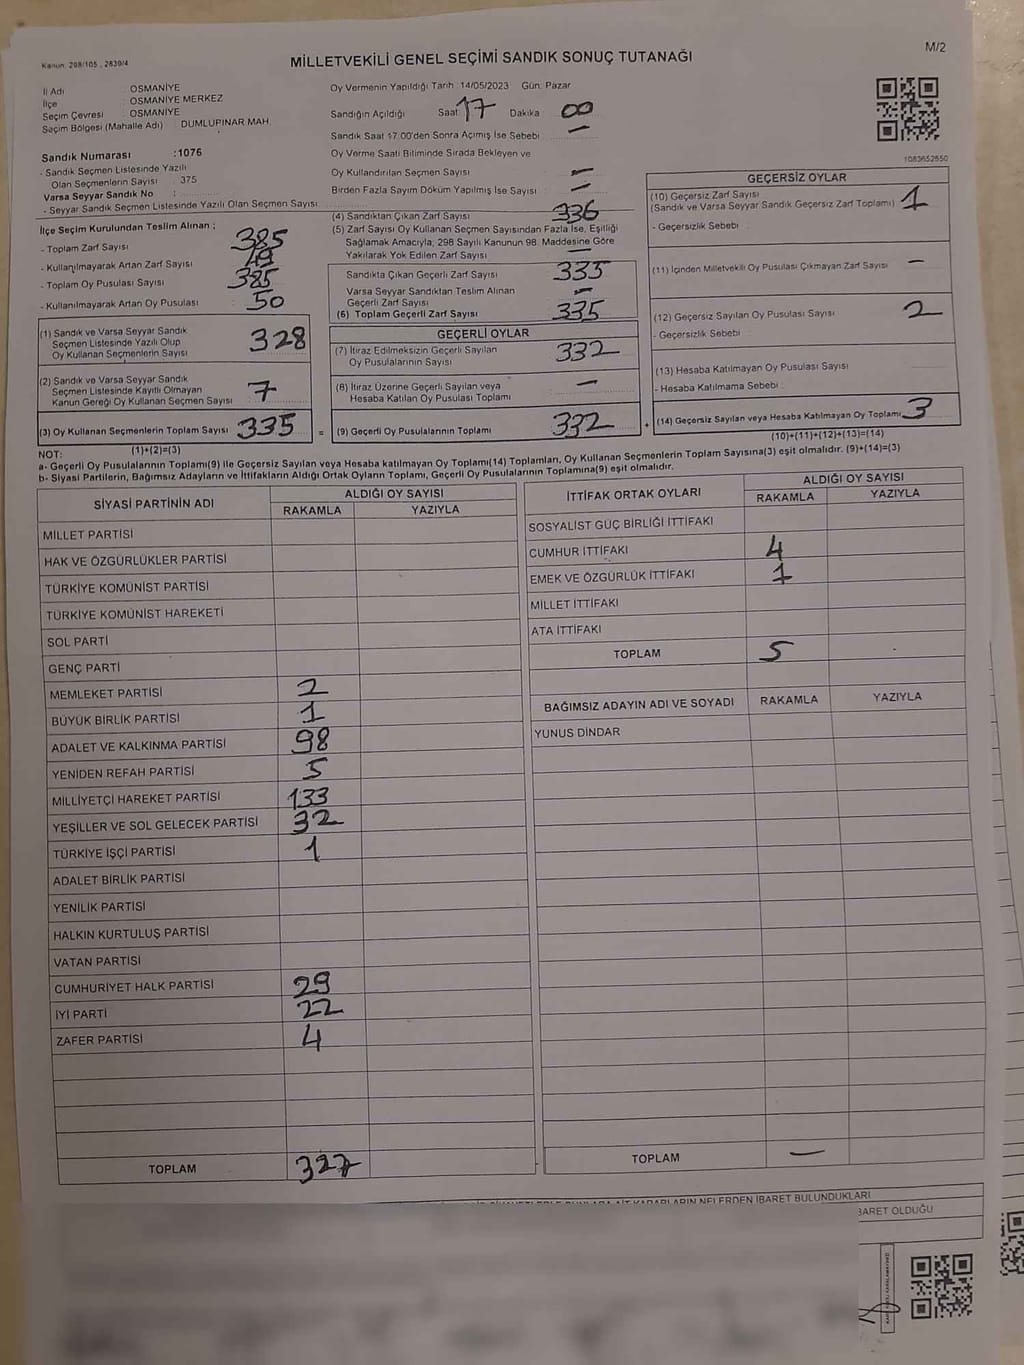 Kanun: 298/105 , 2839/4
MİLLETVEKİLİ GENEL SEÇİMİ SANDIK SONUÇ TUTANAĞI
M/2
İl Adı : OSMANİYE
İlçe : OSMANİYE MERKEZ
Seçim Çevresi : OSMANİYE
Seçim Bölgesi (Mahalle Adı) : DUMLUPINAR MAH.
Sandık Numarası :1076
- Sandık Seçmen Listesinde Yazılı
Olan Seçmenlerin Sayısı : 375
Varsa Seyyar Sandık No :
- Seyyar Sandık Seçmen Listesinde Yazılı Olan Seçmen Sayısı
Oy Vermenin Yapıldığı Tarih: 14/05/2023 Gün: Pazar
Sandığın Açıldığı Saat 17 Dakika 00
Sandık Saat 17:00'den Sonra Açılmış İse Sebebi –
Oy Verme Saati Bitiminde Sırada Bekleyen ve
Oy Kullandırılan Seçmen Sayısı –
Birden Fazla Sayım Döküm Yapılmış İse Sayısı –
1083652850
İlçe Seçim Kurulundan Teslim Alınan ;
- Toplam Zarf Sayısı : 385
- Kullanılmayarak Artan Zarf Sayısı : 49
- Toplam Oy Pusulası Sayısı : 385
- Kullanılmayarak Artan Oy Pusulası : 50
(1) Sandık ve Varsa Seyyar Sandık
Seçmen Listesinde Yazılı Olup
Oy Kullanan Seçmenlerin Sayısı 328
(2) Sandık ve Varsa Seyyar Sandık
Seçmen Listesinde Kayıtlı Olmayan
Kanun Gereği Oy Kullanan Seçmen Sayısı 7
(3) Oy Kullanan Seçmenlerin Toplam Sayısı 335
(4) Sandıktan Çıkan Zarf Sayısı 336
(5) Zarf Sayısı Oy Kullanan Seçmen Sayısından Fazla İse, Eşitliği
Sağlamak Amacıyla, 298 Sayılı Kanunun 98. Maddesine Göre
Yakılarak Yok Edilen Zarf Sayısı –
Sandıkta Çıkan Geçerli Zarf Sayısı 335
Varsa Seyyar Sandıktan Teslim Alınan
Geçerli Zarf Sayısı –
(6) Toplam Geçerli Zarf Sayısı 335
GEÇERLİ OYLAR
(7) İtiraz Edilmeksizin Geçerli Sayılan
Oy Pusulalarının Sayısı 332
(8) İtiraz Üzerine Geçerli Sayılan veya
Hesaba Katılan Oy Pusulası Toplamı –
= (9) Geçerli Oy Pusulalarının Toplamı 332
GEÇERSİZ OYLAR
(10) Geçersiz Zarf Sayısı
(Sandık ve Varsa Seyyar Sandık Geçersiz Zarf Toplamı) 1
- Geçersizlik Sebebi :
(11) İçinden Milletvekili Oy Pusulası Çıkmayan Zarf Sayısı –
(12) Geçersiz Sayılan Oy Pusulası Sayısı 2
- Geçersizlik Sebebi :
(13) Hesaba Katılmayan Oy Pusulası Sayısı
- Hesaba Katılmama Sebebi :
+ (14) Geçersiz Sayılan veya Hesaba Katılmayan Oy Toplamı 3
NOT: (1)+(2)=(3)
(10)+(11)+(12)+(13)=(14)
a- Geçerli Oy Pusulalarının Toplamı(9) ile Geçersiz Sayılan veya Hesaba katılmayan Oy Toplamı(14) Toplamları, Oy Kullanan Seçmenlerin Toplam Sayısına(3) eşit olmalıdır. (9)+(14)=(3)
b- Siyasi Partilerin, Bağımsız Adayların ve İttifakların Aldığı Ortak Oyların Toplamı, Geçerli Oy Pusulalarının Toplamına(9) eşit olmalıdır.
SİYASİ PARTİNİN ADI
ALDIĞI OY SAYISI
RAKAMLA YAZIYLA
MİLLET PARTİSİ
HAK VE ÖZGÜRLÜKLER PARTİSİ
TÜRKİYE KOMÜNİST PARTİSİ
TÜRKİYE KOMÜNİST HAREKETİ
SOL PARTİ
GENÇ PARTİ
MEMLEKET PARTİSİ 2
BÜYÜK BİRLİK PARTİSİ 1
ADALET VE KALKINMA PARTİSİ 98
YENİDEN REFAH PARTİSİ 5
MİLLİYETÇİ HAREKET PARTİSİ 133
YEŞİLLER VE SOL GELECEK PARTİSİ 32
TÜRKİYE İŞÇİ PARTİSİ 1
ADALET BİRLİK PARTİSİ
YENİLİK PARTİSİ
HALKIN KURTULUŞ PARTİSİ
VATAN PARTİSİ
CUMHURİYET HALK PARTİSİ 29
İYİ PARTİ 22
ZAFER PARTİSİ 4
TOPLAM 327
İTTİFAK ORTAK OYLARI
ALDIĞI OY SAYISI
RAKAMLA YAZIYLA
SOSYALİST GÜÇ BİRLİĞİ İTTİFAKI
CUMHUR İTTİFAKI 4
EMEK VE ÖZGÜRLÜK İTTİFAKI 1
MİLLET İTTİFAKI
ATA İTTİFAKI
TOPLAM 5
BAĞIMSIZ ADAYIN ADI VE SOYADI RAKAMLA YAZIYLA
YUNUS DİNDAR
TOPLAM –
KARARLARIN NELERDEN İBARET BULUNDUKLARI
OLDUĞU